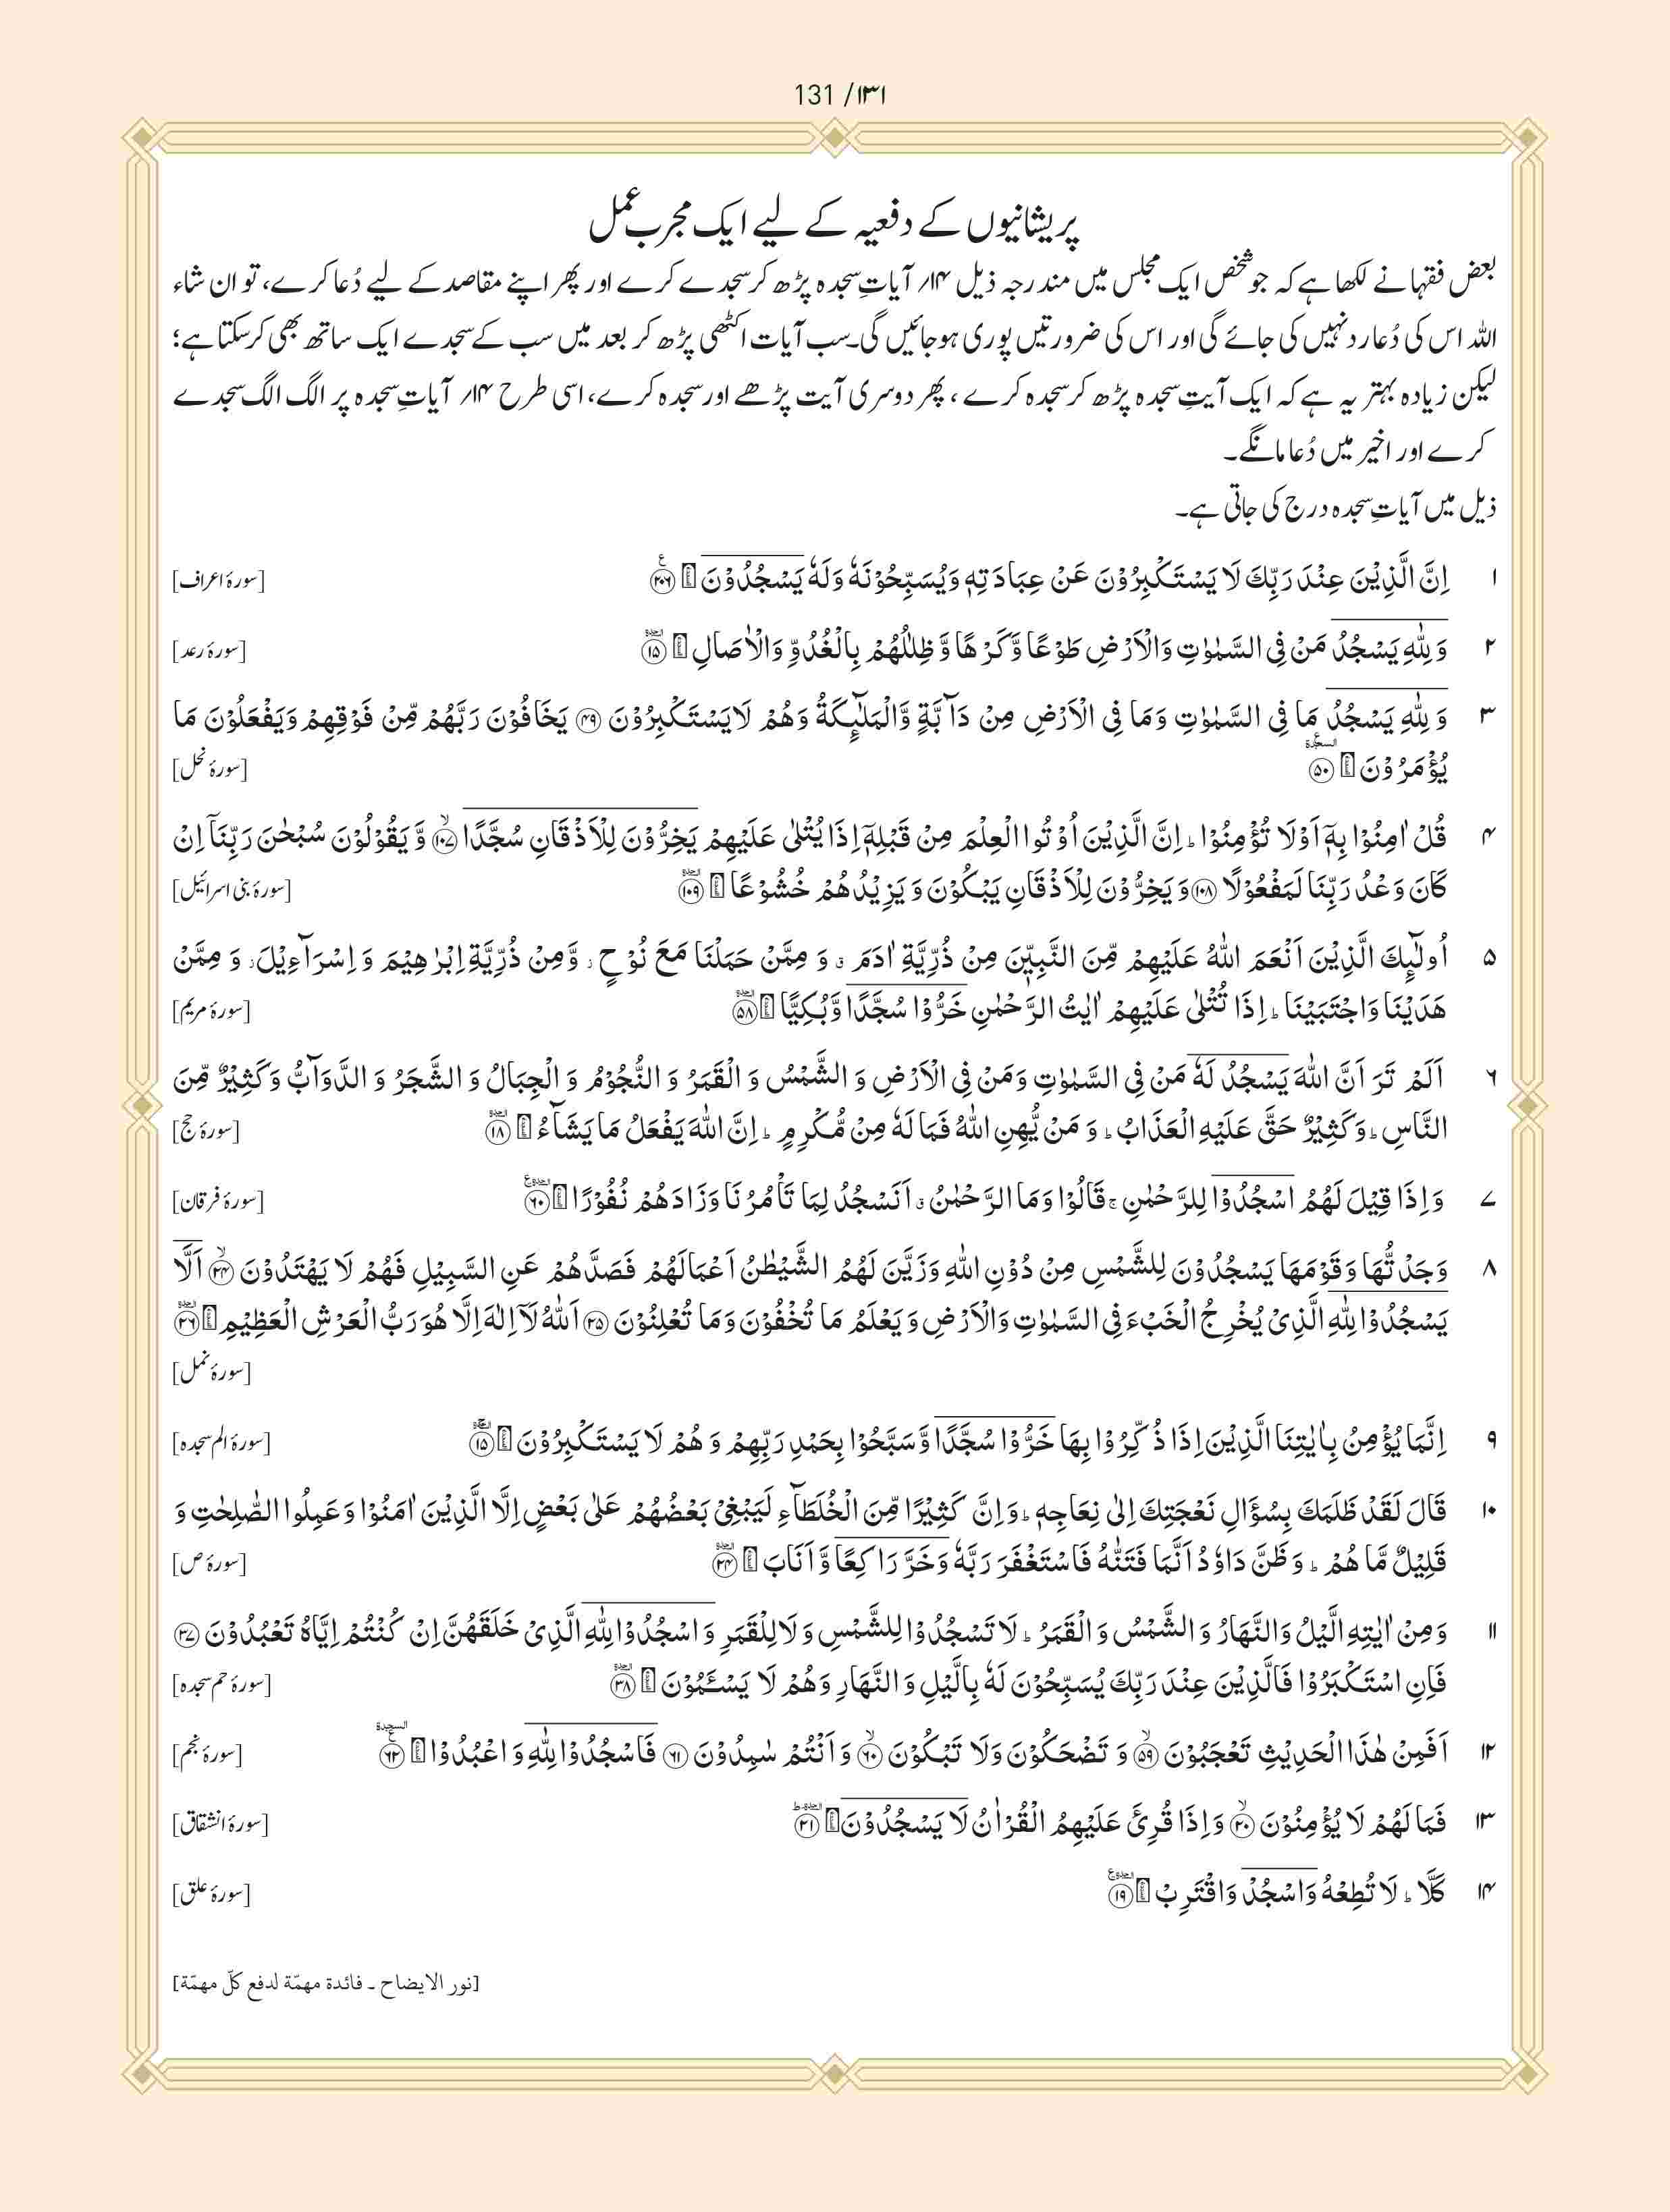 131 / ۱۳۱
پریشانیوں کے دفعیہ کے لیے ایک مجرب عمل
بعض فقہا نے لکھا ہے کہ جو شخص ایک مجلس میں مندرجہ ذیل ۱۴؍ آیاتِ سجدہ پڑھ کر سجدے کرے اور پھر اپنے مقاصد کے لیے دُعا کرے، تو ان شاء
اللہ اس کی دُعا رد نہیں کی جائے گی اور اس کی ضرورتیں پوری ہوجائیں گی۔سب آیات اکٹھی پڑھ کر بعد میں سب کے سجدے ایک ساتھ بھی کرسکتا ہے؛
لیکن زیادہ بہتر یہ ہے کہ ایک آیتِ سجدہ پڑھ کر سجدہ کرے ، پھر دوسری آیت پڑھے اور سجدہ کرے، اسی طرح ۱۴؍ آیاتِ سجدہ پر الگ الگ سجدے
کرے اور اخیر میں دُعا مانگے۔
ذیل میں آیاتِ سجدہ درج کی جاتی ہے۔
۱ اِنَّ الَّذِيْنَ عِنْدَ رَبِّكَ لَا يَسْتَكْبِرُوْنَ عَنْ عِبَادَتِهٖ وَيُسَبِّحُوْنَهٗ وَلَهٗ يَسْجُدُوْنَ ۩ ۲۰۶ [سورۂ اعراف]
۲ وَ لِلّٰهِ يَسْجُدُ مَنْ فِي السَّمٰوٰتِ وَالْاَرْضِ طَوْعًا وَّكَرْهًا وَّ ظِلٰلُهُمْ بِالْغُدُوِّ وَالْاٰصَالِ ۩ ۱۵ [سورۂ رعد]
۳ وَ لِلّٰهِ يَسْجُدُ مَا فِي السَّمٰوٰتِ وَمَا فِي الْاَرْضِ مِنْ دَآبَّةٍ وَّالْمَلٰٓئِكَةُ وَهُمْ لَا يَسْتَكْبِرُوْنَ ۴۹ يَخَافُوْنَ رَبَّهُمْ مِّنْ فَوْقِهِمْ وَيَفْعَلُوْنَ مَا
يُؤْمَرُوْنَ ۩ ۵۰ [سورۂ نحل]
۴ قُلْ اٰمِنُوْا بِهٖٓ اَوْ لَا تُؤْمِنُوْا ؕ اِنَّ الَّذِيْنَ اُوْتُوا الْعِلْمَ مِنْ قَبْلِهٖٓ اِذَا يُتْلٰى عَلَيْهِمْ يَخِرُّوْنَ لِلْاَذْقَانِ سُجَّدًا ۱۰۷ۙ وَّ يَقُوْلُوْنَ سُبْحٰنَ رَبِّنَآ اِنْ
كَانَ وَعْدُ رَبِّنَا لَمَفْعُوْلًا ۱۰۸ وَ يَخِرُّوْنَ لِلْاَذْقَانِ يَبْكُوْنَ وَ يَزِيْدُهُمْ خُشُوْعًا ۩ ۱۰۹ [سورۂ بنی اسرائیل]
۵ اُولٰٓئِكَ الَّذِيْنَ اَنْعَمَ اللّٰهُ عَلَيْهِمْ مِّنَ النَّبِيّٖنَ مِنْ ذُرِّيَّةِ اٰدَمَ ۗ وَ مِمَّنْ حَمَلْنَا مَعَ نُوْحٍ ؗ وَّمِنْ ذُرِّيَّةِ اِبْرٰهِيْمَ وَ اِسْرَآءِيْلَ ؗ وَ مِمَّنْ
هَدَيْنَا وَاجْتَبَيْنَا ؕ اِذَا تُتْلٰى عَلَيْهِمْ اٰيٰتُ الرَّحْمٰنِ خَرُّوْا سُجَّدًا وَّبُكِيًّا ۩ ۵۸ [سورۂ مریم]
۶ اَلَمْ تَرَ اَنَّ اللّٰهَ يَسْجُدُ لَهٗ مَنْ فِي السَّمٰوٰتِ وَمَنْ فِي الْاَرْضِ وَ الشَّمْسُ وَ الْقَمَرُ وَ النُّجُوْمُ وَ الْجِبَالُ وَ الشَّجَرُ وَ الدَّوَآبُّ وَ كَثِيْرٌ مِّنَ
النَّاسِ ؕ وَكَثِيْرٌ حَقَّ عَلَيْهِ الْعَذَابُ ؕ وَ مَنْ يُّهِنِ اللّٰهُ فَمَا لَهٗ مِنْ مُّكْرِمٍ ؕ اِنَّ اللّٰهَ يَفْعَلُ مَا يَشَآءُ ۩ ۱۸ [سورۂ حج]
۷ وَ اِذَا قِيْلَ لَهُمُ اسْجُدُوْا لِلرَّحْمٰنِ ۚ قَالُوْا وَمَا الرَّحْمٰنُ ۗ اَنَسْجُدُ لِمَا تَاْمُرُنَا وَزَادَهُمْ نُفُوْرًا ۩ ۶۰ [سورۂ فرقان]
۸ وَجَدْتُّهَا وَقَوْمَهَا يَسْجُدُوْنَ لِلشَّمْسِ مِنْ دُوْنِ اللّٰهِ وَزَيَّنَ لَهُمُ الشَّيْطٰنُ اَعْمَالَهُمْ فَصَدَّهُمْ عَنِ السَّبِيْلِ فَهُمْ لَا يَهْتَدُوْنَ ۲۴ۙ اَلَّا
يَسْجُدُوْا لِلّٰهِ الَّذِيْ يُخْرِجُ الْخَبْءَ فِي السَّمٰوٰتِ وَالْاَرْضِ وَ يَعْلَمُ مَا تُخْفُوْنَ وَمَا تُعْلِنُوْنَ ۲۵ اَللّٰهُ لَآ اِلٰهَ اِلَّا هُوَ رَبُّ الْعَرْشِ الْعَظِيْمِ ۩ ۲۶
[سورۂ نمل]
۹ اِنَّمَا يُؤْمِنُ بِاٰيٰتِنَا الَّذِيْنَ اِذَا ذُكِّرُوْا بِهَا خَرُّوْا سُجَّدًا وَّ سَبَّحُوْا بِحَمْدِ رَبِّهِمْ وَ هُمْ لَا يَسْتَكْبِرُوْنَ ۩ ۱۵ [سورۂ الم سجدہ]
۱۰ قَالَ لَقَدْ ظَلَمَكَ بِسُؤَالِ نَعْجَتِكَ اِلٰى نِعَاجِهٖ ؕ وَ اِنَّ كَثِيْرًا مِّنَ الْخُلَطَآءِ لَيَبْغِيْ بَعْضُهُمْ عَلٰى بَعْضٍ اِلَّا الَّذِيْنَ اٰمَنُوْا وَ عَمِلُوا الصّٰلِحٰتِ وَ
قَلِيْلٌ مَّا هُمْ ؕ وَ ظَنَّ دَاوٗدُ اَنَّمَا فَتَنّٰهُ فَاسْتَغْفَرَ رَبَّهٗ وَخَرَّ رَاكِعًا وَّ اَنَابَ ۩ ۲۴ [سورۂ ص]
۱۱ وَ مِنْ اٰيٰتِهِ الَّيْلُ وَ النَّهَارُ وَ الشَّمْسُ وَ الْقَمَرُ ؕ لَا تَسْجُدُوْا لِلشَّمْسِ وَ لَا لِلْقَمَرِ وَ اسْجُدُوْا لِلّٰهِ الَّذِيْ خَلَقَهُنَّ اِنْ كُنْتُمْ اِيَّاهُ تَعْبُدُوْنَ ۳۷
فَاِنِ اسْتَكْبَرُوْا فَالَّذِيْنَ عِنْدَ رَبِّكَ يُسَبِّحُوْنَ لَهٗ بِالَّيْلِ وَ النَّهَارِ وَ هُمْ لَا يَسْـَٔمُوْنَ ۩ ۳۸ [سورۂ حم سجدہ]
۱۲ اَفَمِنْ هٰذَا الْحَدِيْثِ تَعْجَبُوْنَ ۵۹ۙ وَ تَضْحَكُوْنَ وَلَا تَبْكُوْنَ ۶۰ۙ وَ اَنْتُمْ سٰمِدُوْنَ ۶۱ فَاسْجُدُوْا لِلّٰهِ وَ اعْبُدُوْا ۩ ۶۲ [سورۂ نجم]
۱۳ فَمَا لَهُمْ لَا يُؤْمِنُوْنَ ۲۰ۙ وَ اِذَا قُرِئَ عَلَيْهِمُ الْقُرْاٰنُ لَا يَسْجُدُوْنَ ۩ ۲۱ [سورۂ انشقاق]
۱۴ كَلَّا ؕ لَا تُطِعْهُ وَاسْجُدْ وَاقْتَرِبْ ۩ ۱۹ [سورۂ علق]
[نور الایضاح ۔ فائدة مهمّة لدفع كلّ مهمّة]